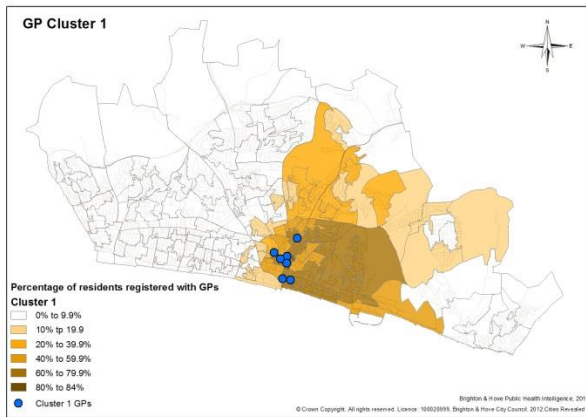 GP Cluster 1
N
W E
S
Percentage of residents registered with GPs
Cluster 1
0% to 9.9%
10% tp 19.9
20% to 39.9%
40% to 59.9%
60% to 79.9%
80% to 84%
Cluster 1 GPs
Brighton & Hove Public Health Intelligence, 201
© Crown Copyright. All rights reserved. Licence: 100020999, Brighton & Hove City Council. 2012.Cities Revealed